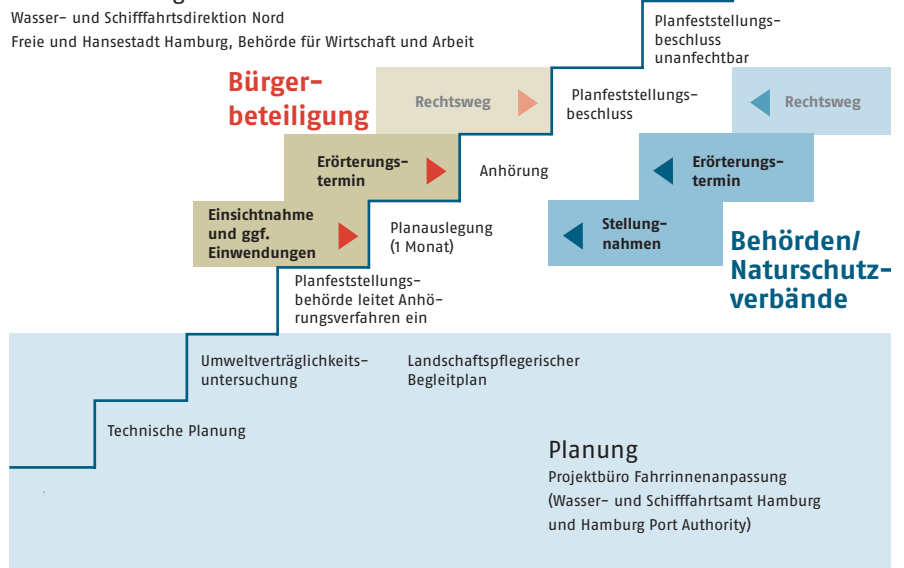 Wasser- und Schifffahrtsdirektion Nord
Freie und Hansestadt Hamburg, Behörde für Wirtschaft und Arbeit
Planfeststellungs-
beschluss
unanfechtbar
Bürger-
beteiligung
Rechtsweg
Planfeststellungs-
beschluss
Rechtsweg
Erörterungs-
termin
Anhörung
Erörterungs-
termin
Einsichtnahme
und ggf.
Einwendungen
Planauslegung
(1 Monat)
Stellung-
nahmen
Behörden/
Naturschutz-
verbände
Planfeststellungs-
behörde leitet Anhö-
rungsverfahren ein
Umweltverträglichkeits-
untersuchung
Landschaftspflegerischer
Begleitplan
Technische Planung
Planung
Projektbüro Fahrrinnenanpassung
(Wasser- und Schifffahrtsamt Hamburg
und Hamburg Port Authority)